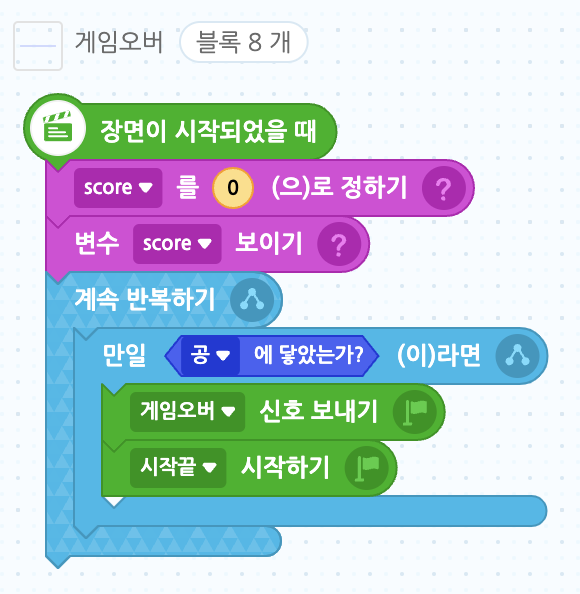 게임오버 블록 8 개
장면이 시작되었을 때
score ▼ 를 0 (으)로 정하기 ?
변수 score ▼ 보이기 ?
계속 반복하기
만일 공 ▼ 에 닿았는가? (이)라면
게임오버 ▼ 신호 보내기
시작끝 ▼ 시작하기